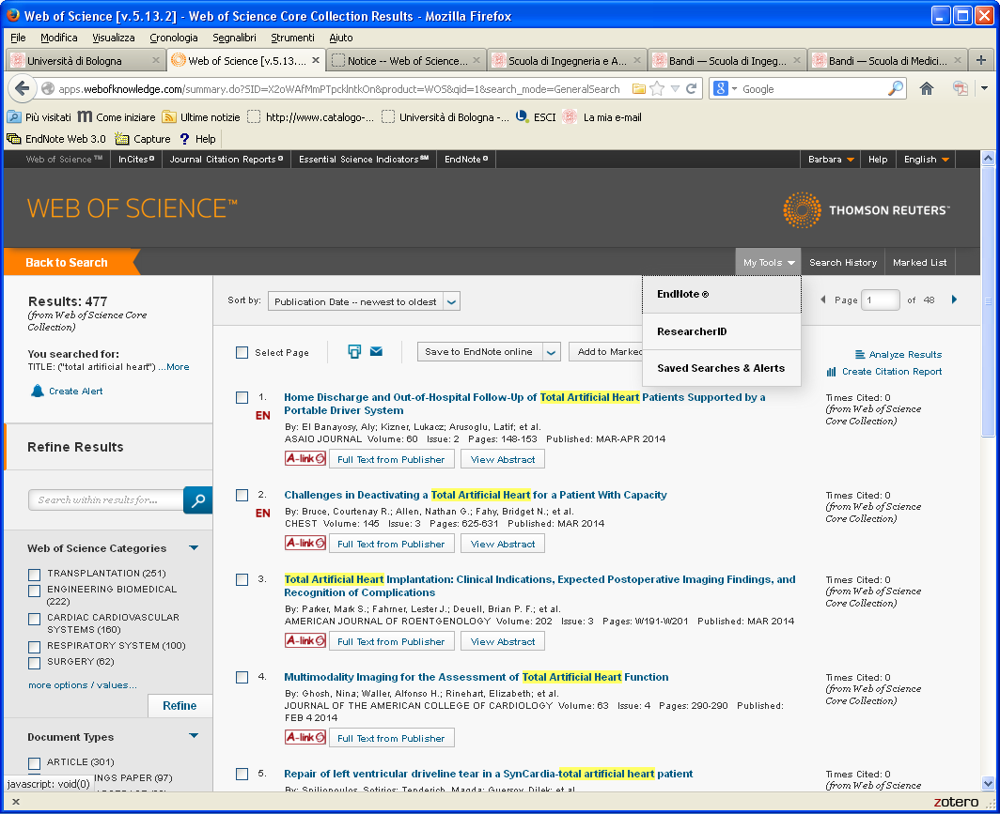 Web of Science [v.5.13.2] - Web of Science Core Collection Results - Mozilla Firefox
File Modifica Visualizza Cronologia Segnalibri Strumenti Aiuto
Università di Bologna Web of Science [v.5.13.... Notice -- Web of Science... Scuola di Ingegneria e A... Bandi — Scuola di Ingeg... Bandi — Scuola di Medici...
apps.webofknowledge.com/summary.do?SID=X2oWAfMmPTpcklntkOn&product=WOS&qid=1&search_mode=GeneralSearch Google
Più visitati Come iniziare Ultime notizie http://www.catalogo-... Università di Bologna -... ESCI La mia e-mail
EndNote Web 3.0 Capture Help
Web of Science™ InCites® Journal Citation Reports® Essential Science Indicators℠ EndNote® Barbara Help English
WEB OF SCIENCE™ THOMSON REUTERS™
Back to Search My Tools Search History Marked List
EndNote ®
ResearcherID
Saved Searches & Alerts
Results: 477
(from Web of Science Core
Collection)
You searched for:
TITLE: ("total artificial heart") ...More
Create Alert
Refine Results
Search within results for...
Web of Science Categories
TRANSPLANTATION (251)
ENGINEERING BIOMEDICAL
(222)
CARDIAC CARDIOVASCULAR
SYSTEMS (160)
RESPIRATORY SYSTEM (100)
SURGERY (62)
more options / values...
Refine
Document Types
ARTICLE (301)
INGS PAPER (97)
javascript: void(0)
Sort by: Publication Date -- newest to oldest Page 1 of 48
Select Page Save to EndNote online Add to Marked
Analyze Results
Create Citation Report
1. Home Discharge and Out-of-Hospital Follow-Up of Total Artificial Heart Patients Supported by a
EN Portable Driver System
By: El Banayosy, Aly; Kizner, Lukacz; Arusoglu, Latif; et al.
ASAIO JOURNAL Volume: 60 Issue: 2 Pages: 148-153 Published: MAR-APR 2014
A-link S Full Text from Publisher View Abstract
Times Cited: 0
(from Web of Science
Core Collection)
2. Challenges in Deactivating a Total Artificial Heart for a Patient With Capacity
EN By: Bruce, Courtenay R.; Allen, Nathan G.; Fahy, Bridget N.; et al.
CHEST Volume: 145 Issue: 3 Pages: 625-631 Published: MAR 2014
A-link S Full Text from Publisher View Abstract
Times Cited: 0
(from Web of Science
Core Collection)
3. Total Artificial Heart Implantation: Clinical Indications, Expected Postoperative Imaging Findings, and
Recognition of Complications
By: Parker, Mark S.; Fahrner, Lester J.; Deuell, Brian P. F.; et al.
AMERICAN JOURNAL OF ROENTGENOLOGY Volume: 202 Issue: 3 Pages: W191-W201 Published: MAR 2014
A-link S Full Text from Publisher View Abstract
Times Cited: 0
(from Web of Science
Core Collection)
4. Multimodality Imaging for the Assessment of Total Artificial Heart Function
By: Ghosh, Nina; Waller, Alfonso H.; Rinehart, Elizabeth; et al.
JOURNAL OF THE AMERICAN COLLEGE OF CARDIOLOGY Volume: 63 Issue: 4 Pages: 290-290 Published:
FEB 4 2014
A-link S Full Text from Publisher
Times Cited: 0
(from Web of Science
Core Collection)
5. Repair of left ventricular driveline tear in a SynCardia-total artificial heart patient
By: Spiliopoulos, Sotirios; Tenderich, Magda; Guersoy, Dilek; et al.
Times Cited: 0
(from Web of Science
zotero